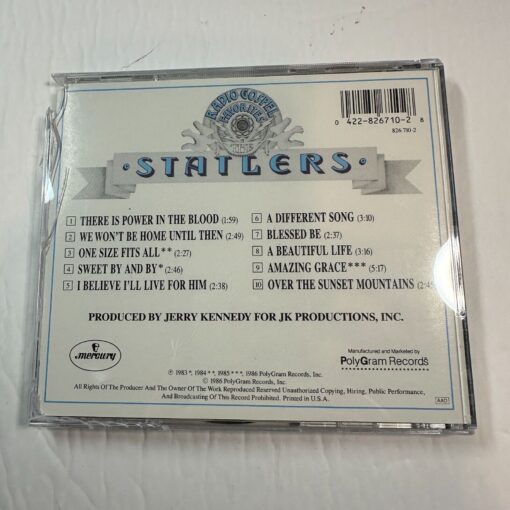 RADIO GOSPEL
FAVORITES
THE
STATLERS
0 422-826710-2 8
826 710-2
1 THERE IS POWER IN THE BLOOD (1:59)
2 WE WON'T BE HOME UNTIL THEN (2:49)
3 ONE SIZE FITS ALL** (2:27)
4 SWEET BY AND BY* (2:46)
5 I BELIEVE I'LL LIVE FOR HIM (2:38)
6 A DIFFERENT SONG (3:10)
7 BLESSED BE (2:37)
8 A BEAUTIFUL LIFE (3:16)
9 AMAZING GRACE*** (5:17)
10 OVER THE SUNSET MOUNTAINS
PRODUCED BY JERRY KENNEDY FOR JK PRODUCTIONS, INC.
mercury
Manufactured and Marketed by
PolyGram Records
℗ 1983 *, 1984 **, 1985 ***, 1986 PolyGram Records, Inc.
© 1986 PolyGram Records, Inc.
All Rights Of The Producer And The Owner Of The Work Reproduced Reserved Unauthorized Copying, Hiring, Public Performance,
And Broadcasting Of This Record Prohibited. Printed in U.S.A.
AAD